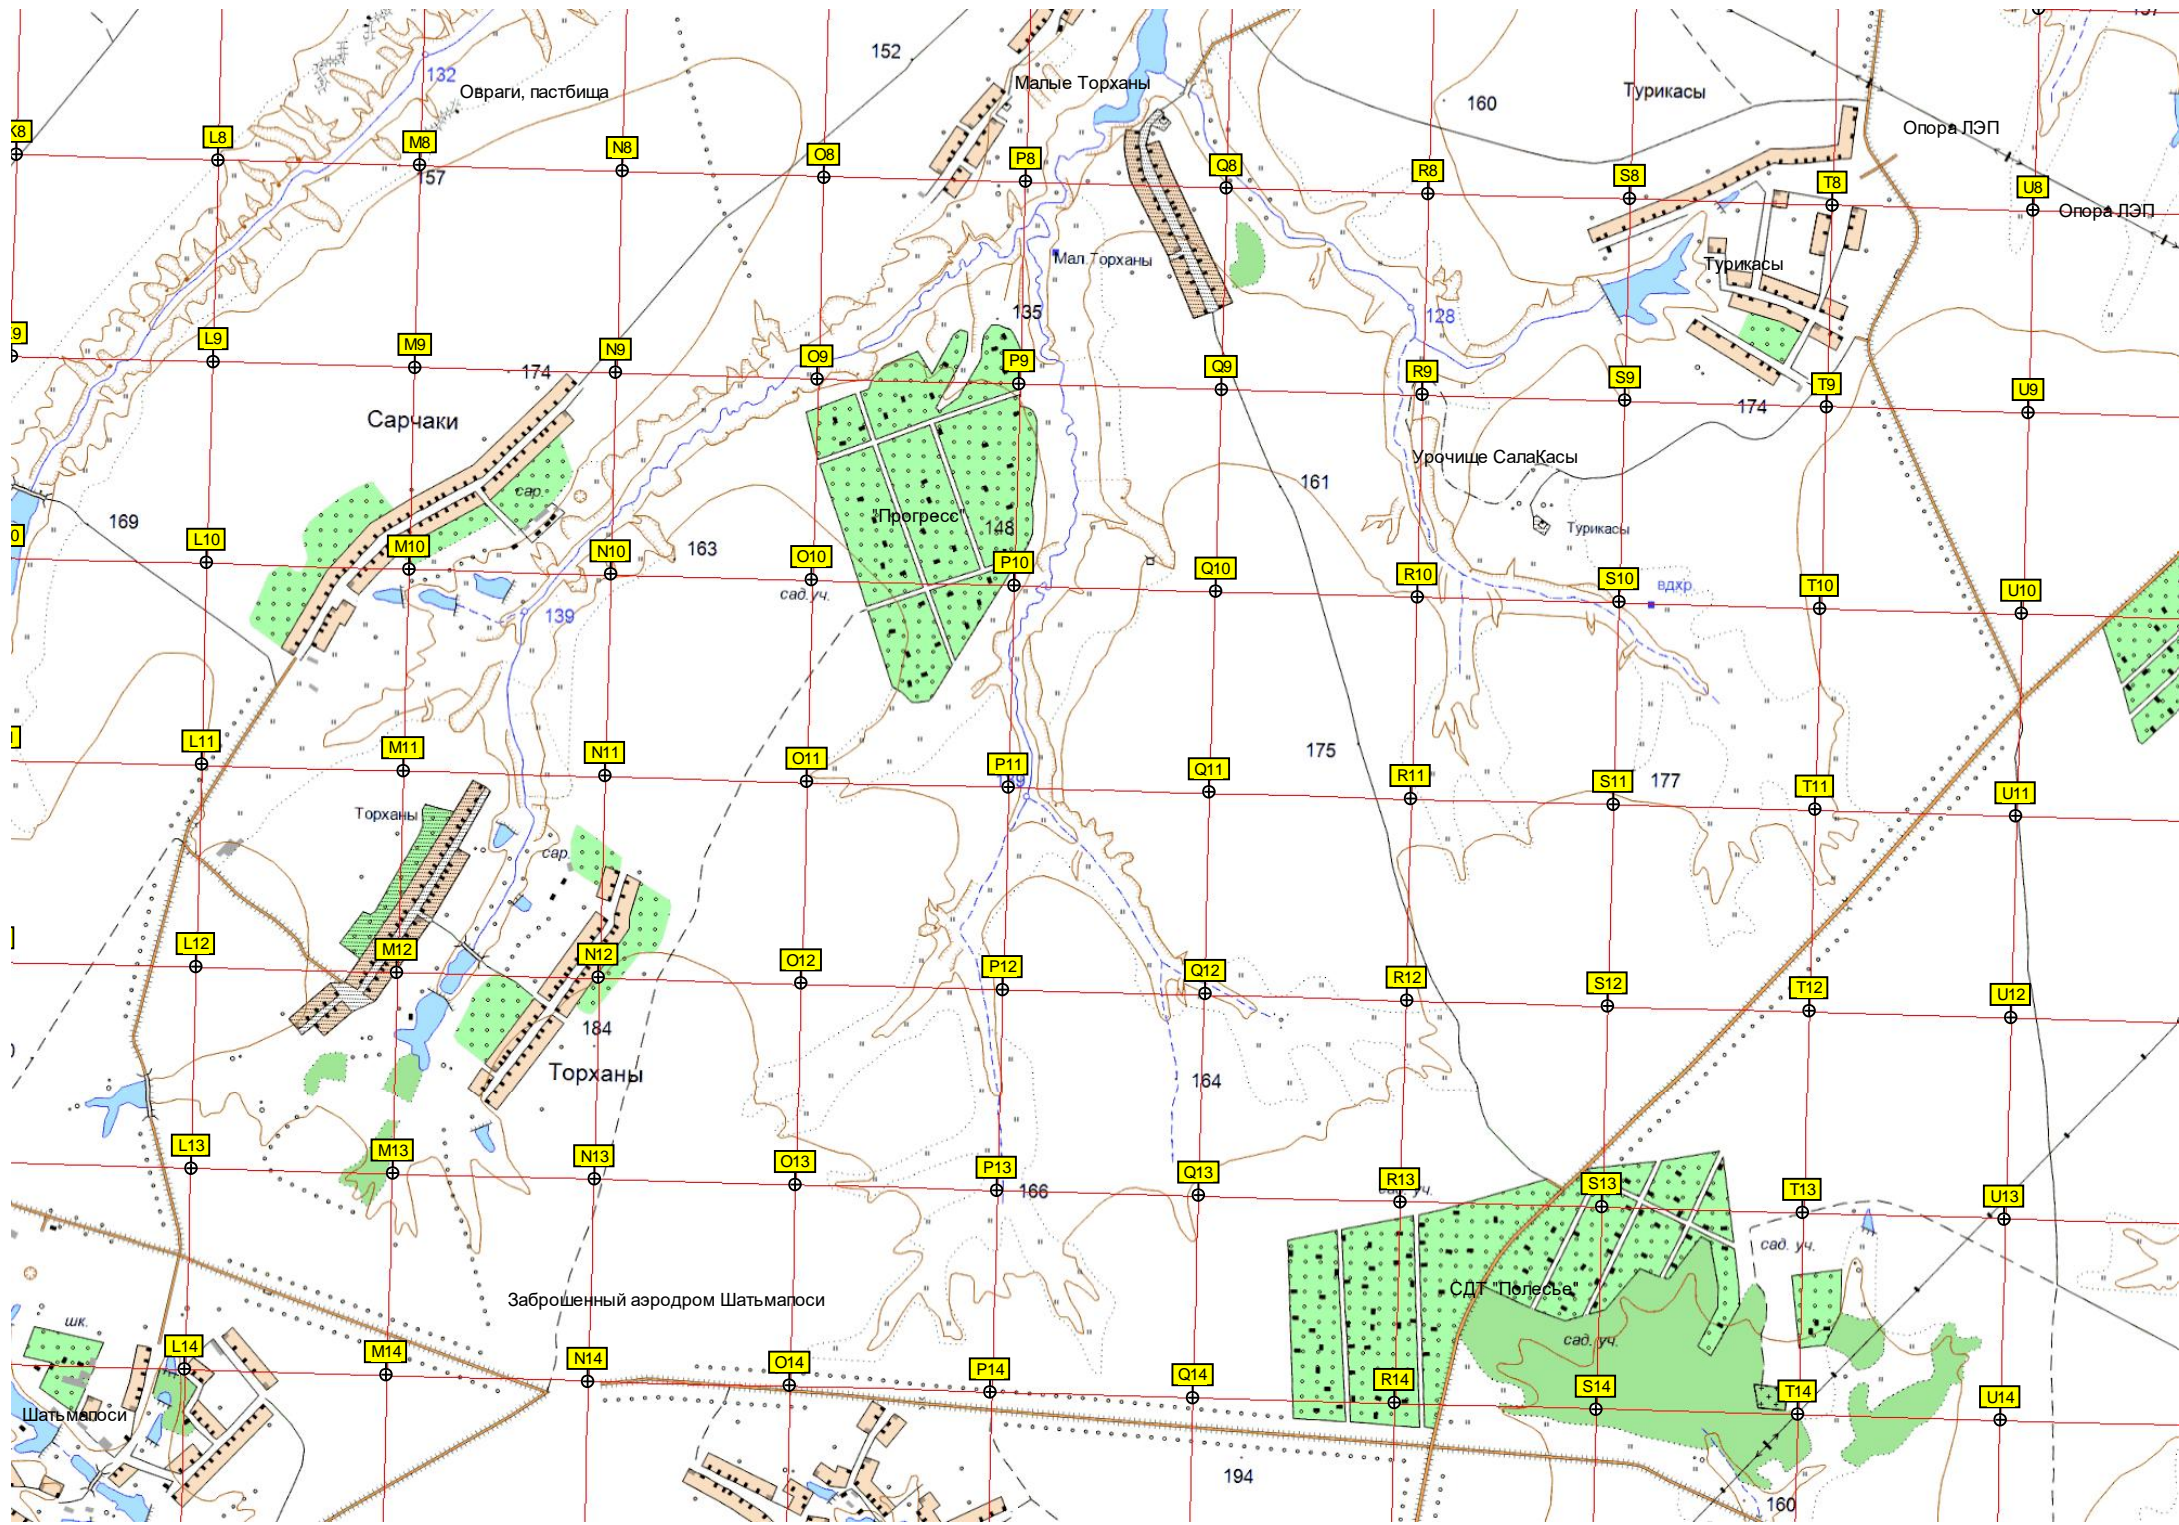 152
132
Овраги, пастбища
Малые Торханы
160
Турикасы
Опора ЛЭП
K8
L8
M8
N8
O8
P8
Q8
R8
S8
T8
U8
157
Опора ЛЭП
Мал.Торханы
Турикасы
135
128
L9
M9
N9
O9
P9
Q9
R9
S9
T9
U9
174
174
Сарчаки
Урочище СалаКасы
сар.
161
169
"Прогресс"
148
Турикасы
163
L10
M10
N10
O10
P10
Q10
R10
S10
T10
U10
вдхр.
сад.уч.
139
L11
M11
N11
O11
P11
Q11
R11
S11
T11
U11
175
177
Торханы
сар.
L12
M12
N12
O12
P12
Q12
R12
S12
T12
U12
184
Торханы
164
L13
M13
N13
O13
P13
Q13
R13
S13
T13
U13
166
сад. уч.
СДТ "Полесье"
Заброшенный аэродром Шатьмапоси
шк.
сад. уч.
L14
M14
N14
O14
P14
Q14
R14
S14
T14
U14
Шатьмапоси
194
160